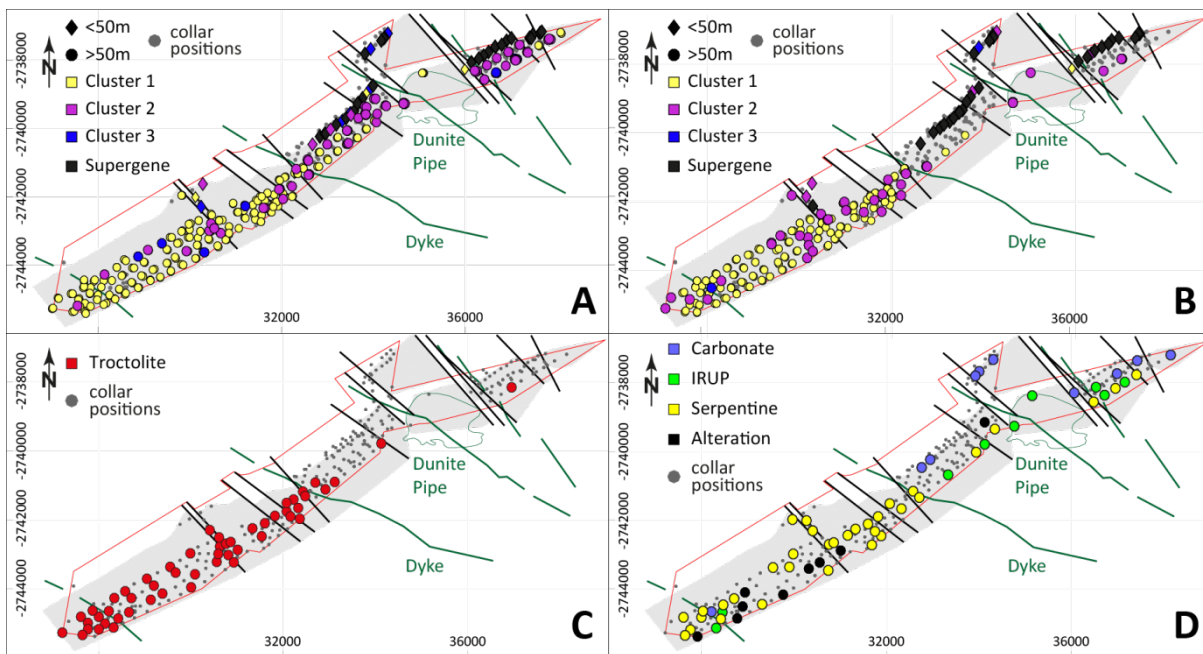 <50m
>50m
collar
positions
N
Cluster 1
Cluster 2
Cluster 3
Supergene
-2738000
-2740000
-2742000
-2744000
Dunite
Pipe
Dyke
A
32000
36000
<50m
>50m
collar
positions
N
Cluster 1
Cluster 2
Cluster 3
Supergene
-2738000
-2740000
-2742000
-2744000
Dunite
Pipe
Dyke
B
32000
36000
Troctolite
collar
positions
N
-2738000
-2740000
-2742000
-2744000
Dunite
Pipe
Dyke
C
32000
36000
Carbonate
IRUP
Serpentine
Alteration
collar
positions
N
-2738000
-2740000
-2742000
-2744000
Dunite
Pipe
Dyke
D
32000
36000